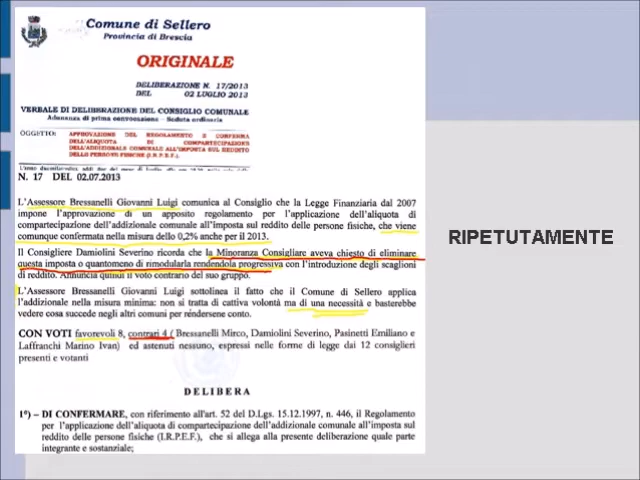 Comune di Sellero
Provincia di Brescia
ORIGINALE
DELIBERAZIONE N. 17/2013
DEL 02 LUGLIO 2013
VERBALE DI DELIBERAZIONE DEL CONSIGLIO COMUNALE
Adunanza di prima convocazione – Seduta ordinaria
OGGETTO: APPROVAZIONE DEL REGOLAMENTO E CONFERMA
DELL'ALIQUOTA DI COMPARTECIPAZIONE
DELL'ADDIZIONALE COMUNALE ALL'IMPOSTA SUL REDDITO
DELLE PERSONE FISICHE (I.R.P.E.F.).
N. 17 DEL 02.07.2013
L'Assessore Bressanelli Giovanni Luigi comunica al Consiglio che la Legge Finanziaria dal 2007
impone l'approvazione di un apposito regolamento per l'applicazione dell'aliquota di
compartecipazione dell'addizionale comunale all'imposta sul reddito delle persone fisiche, che viene
comunque confermata nella misura dello 0,2% anche per il 2013.
Il Consigliere Damiolini Severino ricorda che la Minoranza Consigliare aveva chiesto di eliminare
questa imposta o quantomeno di rimodularla rendendola progressiva con l'introduzione degli scaglioni
di reddito. Annuncia quindi il voto contrario del suo gruppo.
L'Assessore Bressanelli Giovanni Luigi sottolinea il fatto che il Comune di Sellero applica
l'addizionale nella misura minima: non si tratta di cattiva volontà ma di una necessità e basterebbe
vedere cosa succede negli altri comuni per rendersene conto.
CON VOTI favorevoli 8, contrari 4 ( Bressanelli Mirco, Damiolini Severino, Pasinetti Emiliano e
Laffranchi Marino Ivan) ed astenuti nessuno, espressi nelle forme di legge dai 12 consiglieri
presenti e votanti
DELIBERA
1°) – DI CONFERMARE, con riferimento all'art. 52 del D.Lgs. 15.12.1997, n. 446, il Regolamento
per l'applicazione dell'aliquota di compartecipazione dell'addizionale comunale all'imposta sul
reddito delle persone fisiche (I.R.P.E.F.), che si allega alla presente deliberazione quale parte
integrante e sostanziale;
RIPETUTAMENTE